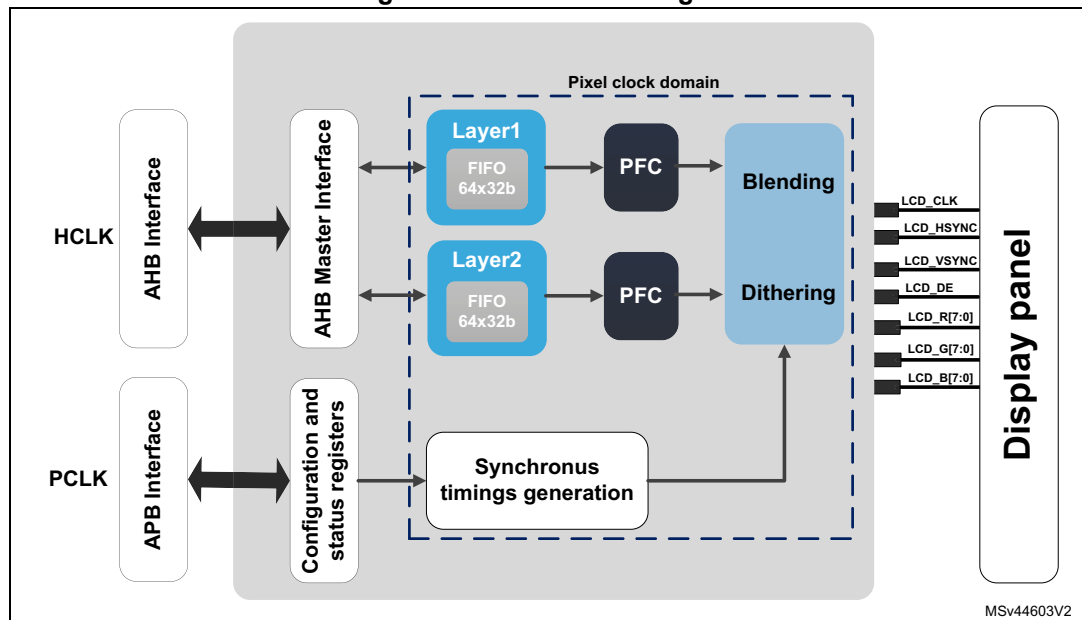 Pixel clock domain
HCLK
AHB Interface
AHB Master Interface
Layer1
FIFO
64x32b
PFC
Layer2
FIFO
64x32b
PFC
Blending
Dithering
LCD_CLK
LCD_HSYNC
LCD_VSYNC
LCD_DE
LCD_R[7:0]
LCD_G[7:0]
LCD_B[7:0]
Display panel
PCLK
APB Interface
Configuration and
status registers
Synchronus
timings generation
MSv44603V2